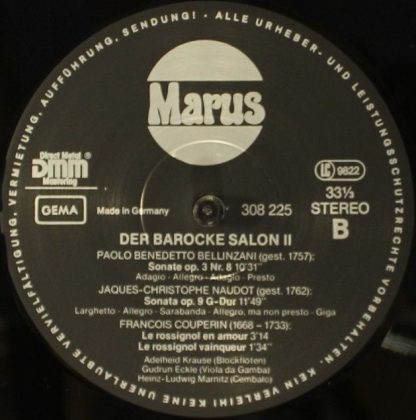 KEIN VERLEIH! KEINE UNERLAUBTE VERVIELFÄLTIGUNG, VERMIETUNG, AUFFÜHRUNG, SENDUNG! · ALLE URHEBER- UND LEISTUNGSSCHUTZRECHTE VORBEHALTEN.
Marus
Direct Metal ®
DMM
Mastering
LC 9822
GEMA
Made in Germany
308 225
33⅓
STEREO
B
DER BAROCKE SALON II
PAOLO BENEDETTO BELLINZANI (gest. 1757):
Sonate op. 3 Nr. 8 10'31"
Adagio - Allegro - Adagio - Presto
JAQUES-CHRISTOPHE NAUDOT (gest. 1762):
Sonata op. 9 G-Dur 11'49"
Larghetto - Allegro - Sarabanda - Allegro, ma non presto - Giga
FRANCOIS COUPERIN (1668 – 1733):
Le rossignol en amour 3'14
Le rossignol vainqueur 1'34"
Adelheid Krause (Blockflöten)
Gudrun Eckle (Viola da Gamba)
Heinz-Ludwig Marnitz (Cembalo)